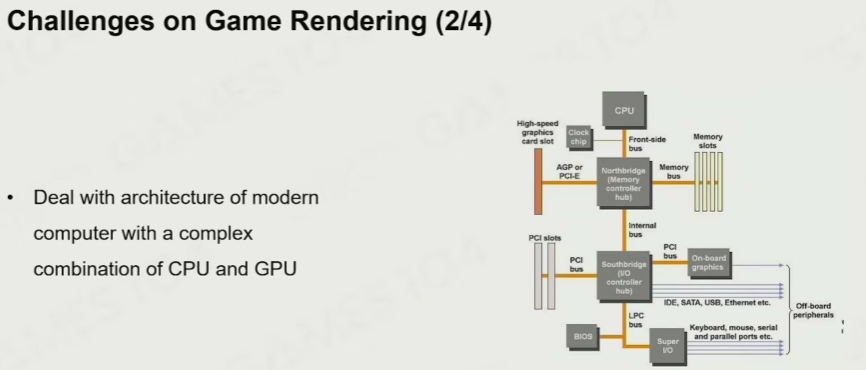 Challenges on Game Rendering (2/4)
• Deal with architecture of modern
computer with a complex
combination of CPU and GPU
CPU
High-speed
graphics
card slot
Clock
chip
Front-side
bus
Memory
slots
AGP or
PCI-E
Northbridge
(Memory
controller
hub)
Memory
bus
Internal
bus
PCI slots
PCI
bus
Southbridge
(I/O
controller
hub)
PCI
bus
On-board
graphics
IDE, SATA, USB, Ethernet etc.
Off-board
peripherals
LPC
bus
BIOS
Super
I/O
Keyboard, mouse, serial
and parallel ports etc.
GAMES104